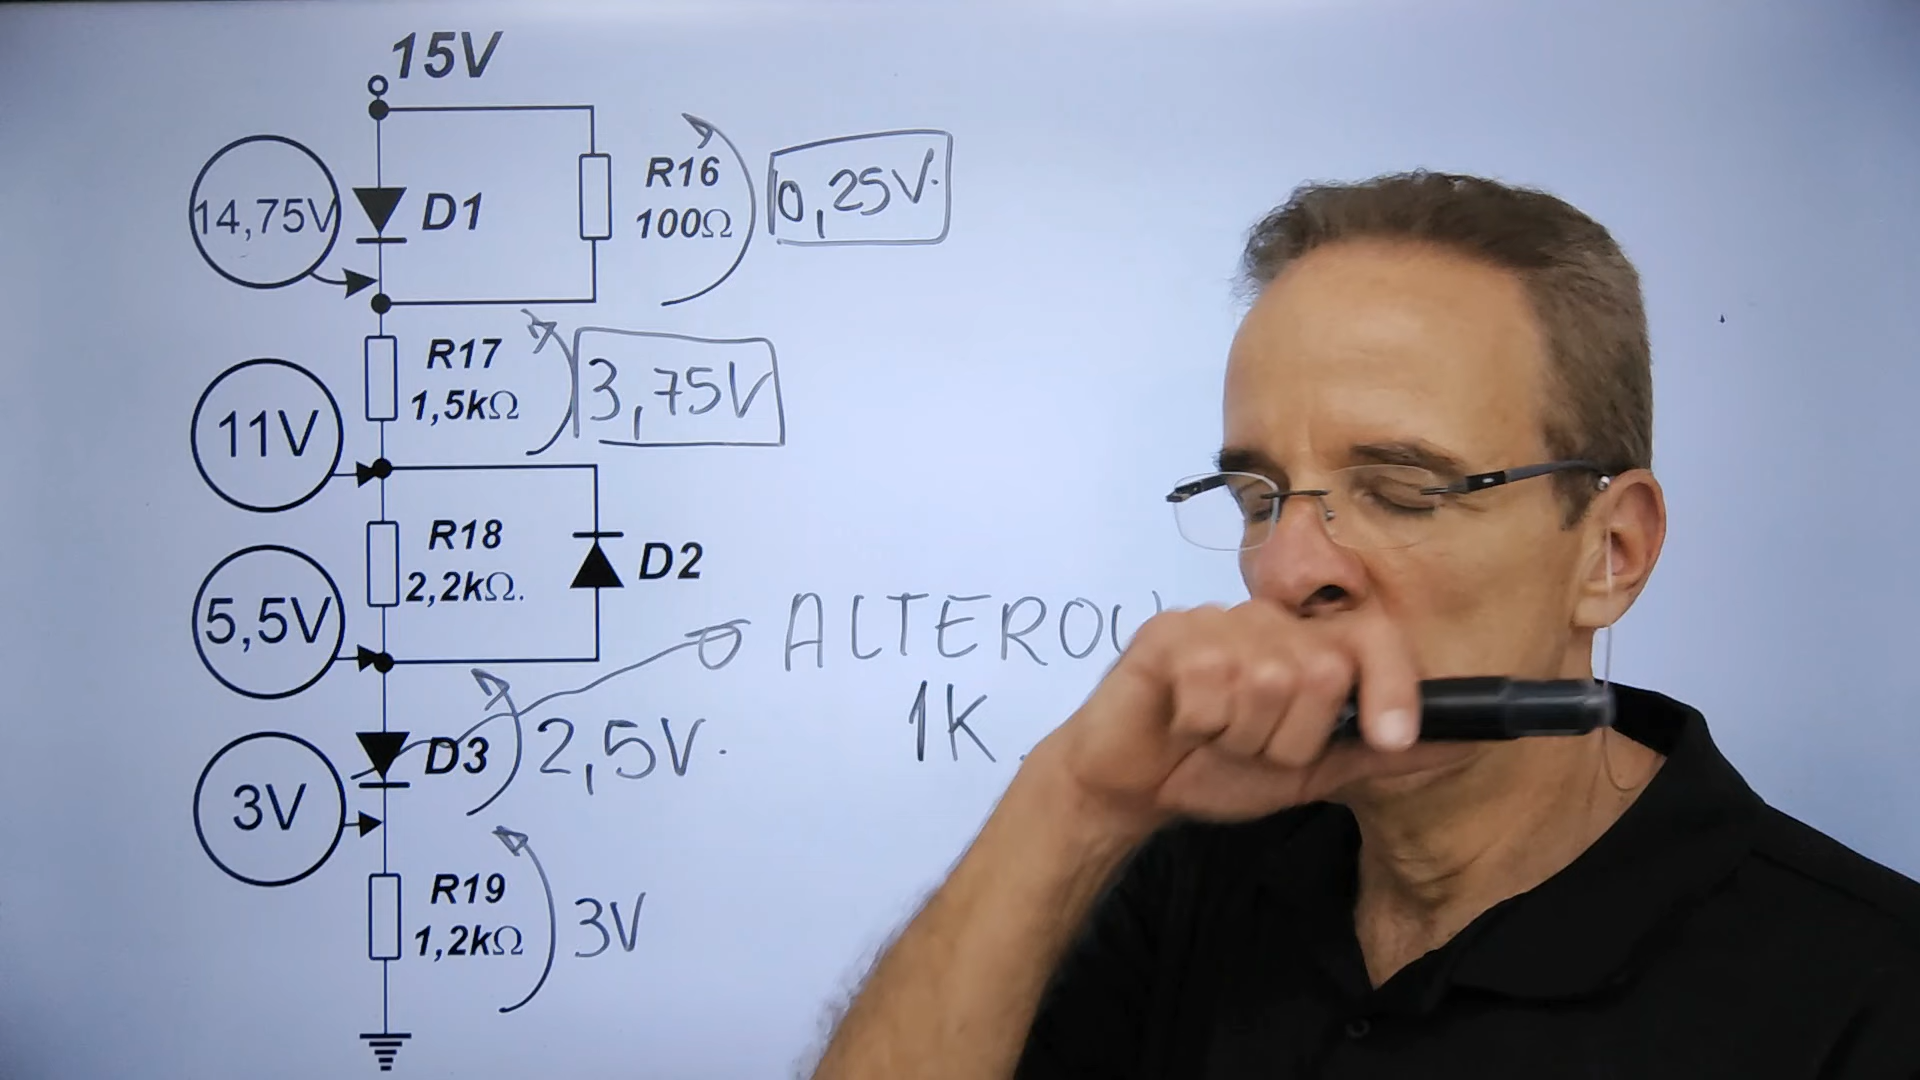 15V
14,75V
D1
R16
100Ω
0,25V.
R17
1,5kΩ
3,75V
11V
R18
2,2kΩ.
D2
5,5V
ALTEROU
1K.
D3
2,5V.
3V
R19
1,2kΩ
3V